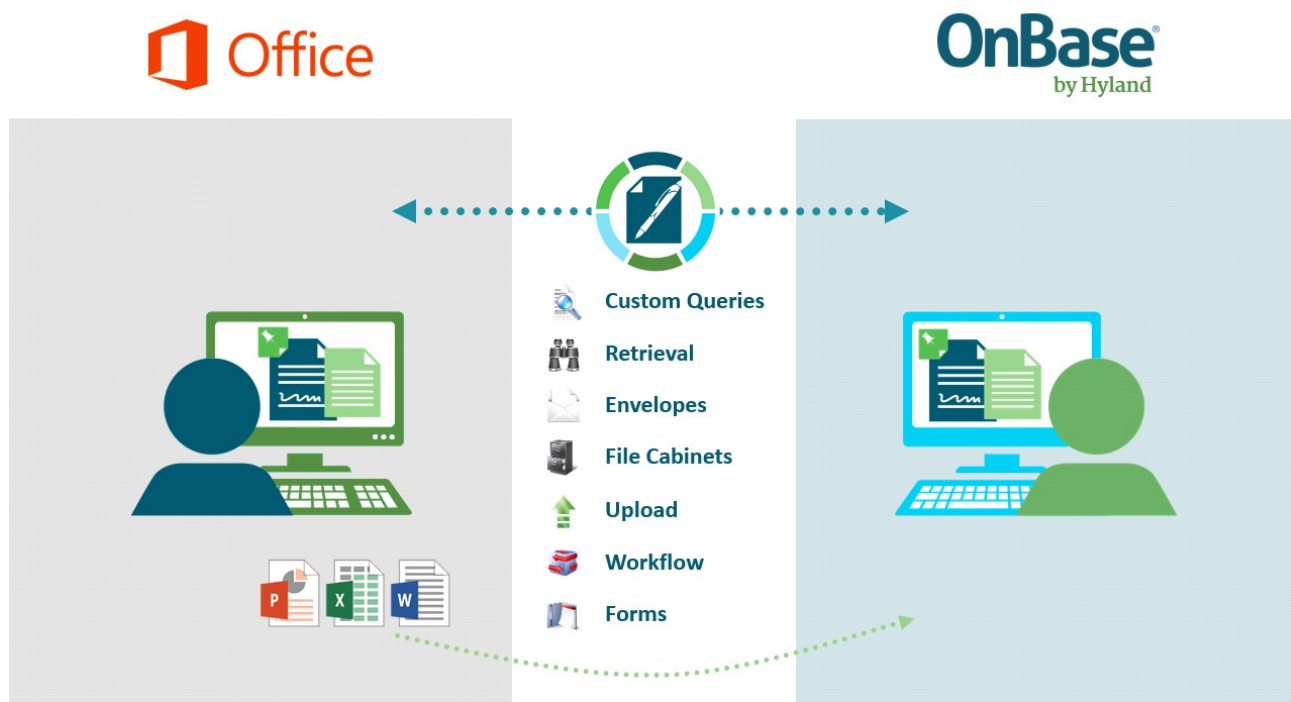 Office
OnBase®
by Hyland
Custom Queries
Retrieval
Envelopes
File Cabinets
Upload
Workflow
Forms
P
X
W